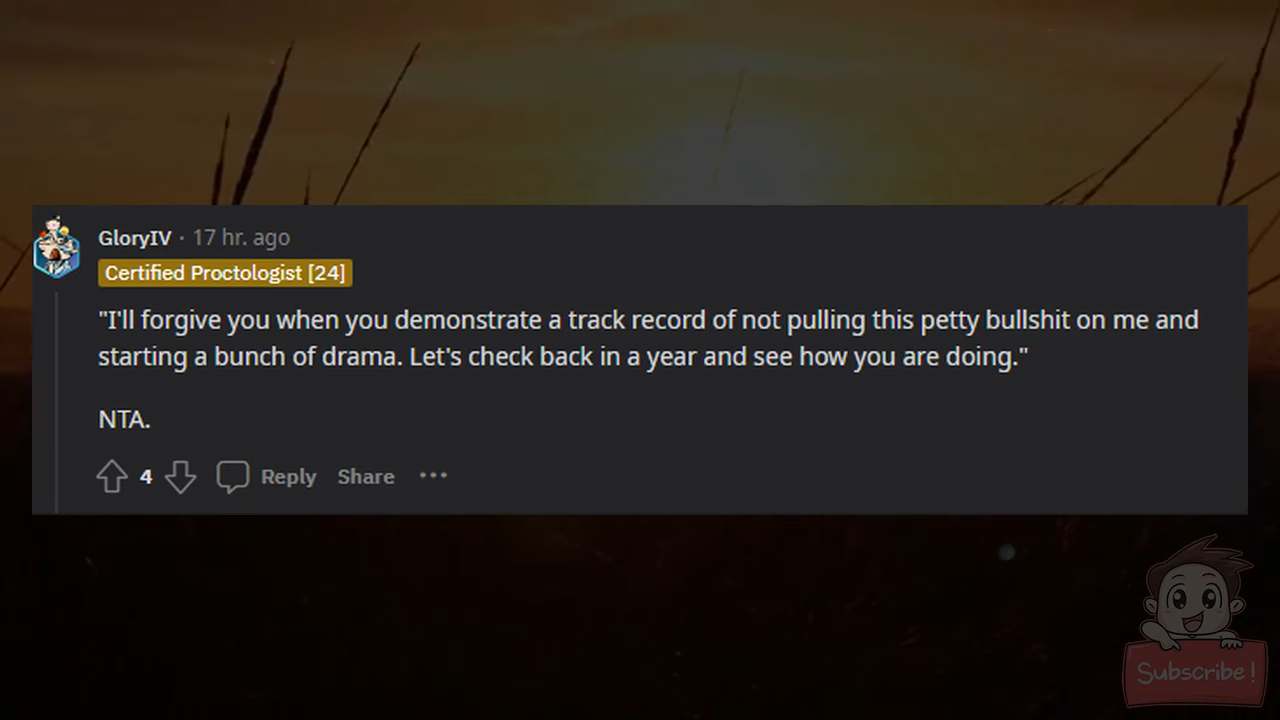 GloryIV · 17 hr. ago
Certified Proctologist [24]
"I'll forgive you when you demonstrate a track record of not pulling this petty bullshit on me and
starting a bunch of drama. Let's check back in a year and see how you are doing."
NTA.
4 Reply Share ···
Subscribe!